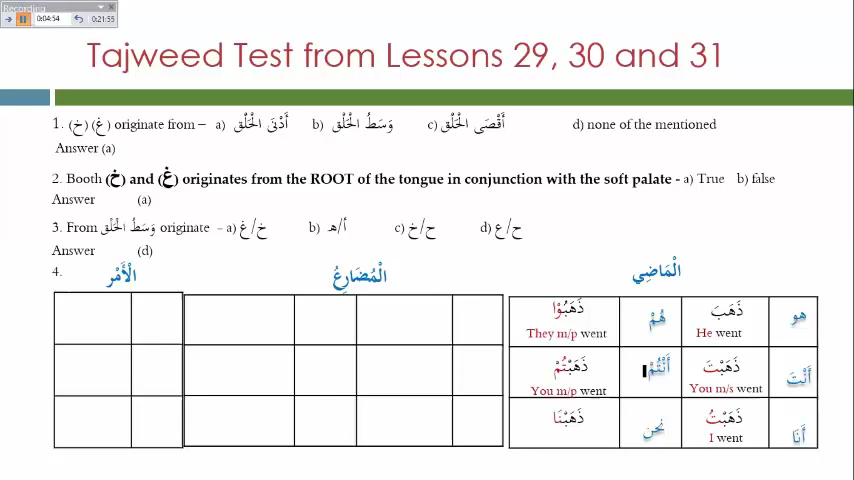 Recording
0:04:54
0:21:55
Tajweed Test from Lessons 29, 30 and 31
1. (خ) (غ) originate from – a) أَدْنَى الْحَلْقِ b) وَسَطُ الْحَلْقِ c) أَقْصَى الْحَلْقِ d) none of the mentioned
Answer (a)
2. Booth (خ) and (غ) originates from the ROOT of the tongue in conjunction with the soft palate - a) True b) false
Answer (a)
3. From وَسَطُ الْحَلْقِ originate - a) خ/غ b) أ/هـ c) ح/خ d) ح/ع
Answer (d)
4.
الْمَاضِي الْمُضَارِعُ الْأَمْر
هو ذَهَبَ هُمْ ذَهَبُوْا
He went They m/p went
أَنْتَ ذَهَبْتَ أَنْتُمْ ذَهَبْتُمْ
You m/s went You m/p went
أَنَا ذَهَبْتُ نحن ذَهَبْنَا
I went